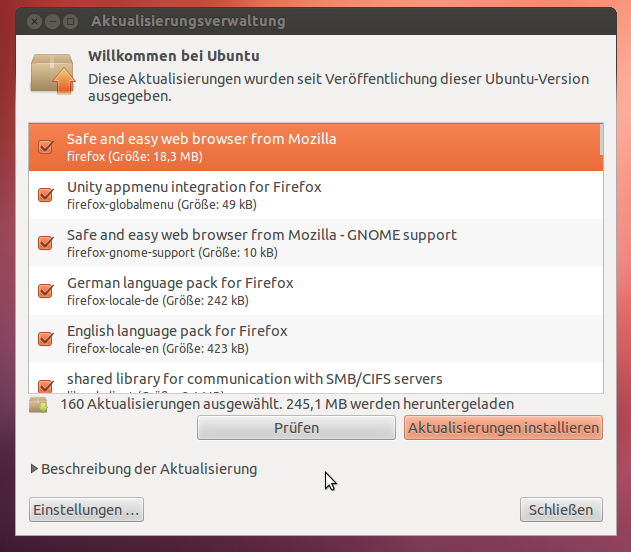 Aktualisierungsverwaltung
Willkommen bei Ubuntu
Diese Aktualisierungen wurden seit Veröffentlichung dieser Ubuntu-Version
ausgegeben.
Safe and easy web browser from Mozilla
firefox (Größe: 18,3 MB)
Unity appmenu integration for Firefox
firefox-globalmenu (Größe: 49 kB)
Safe and easy web browser from Mozilla - GNOME support
firefox-gnome-support (Größe: 10 kB)
German language pack for Firefox
firefox-locale-de (Größe: 242 kB)
English language pack for Firefox
firefox-locale-en (Größe: 423 kB)
shared library for communication with SMB/CIFS servers
160 Aktualisierungen ausgewählt. 245,1 MB werden heruntergeladen
Prüfen
Aktualisierungen installieren
Beschreibung der Aktualisierung
Einstellungen …
Schließen